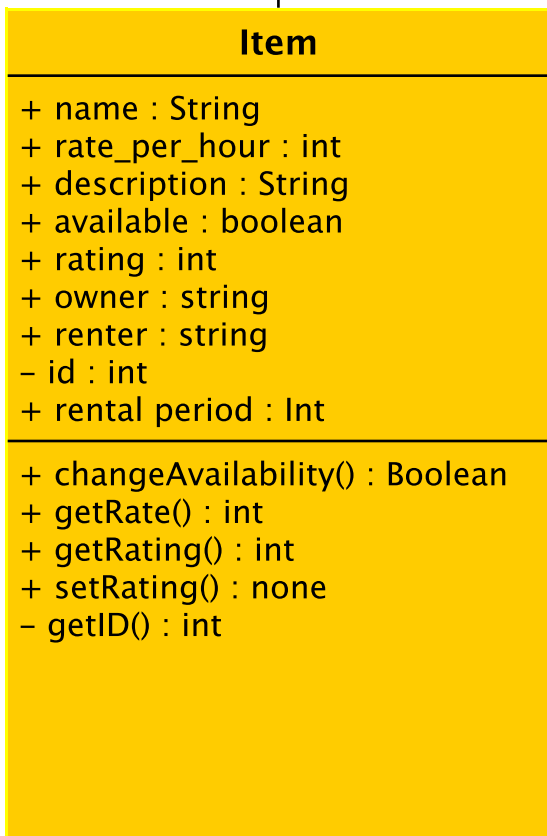 Item
+ name : String
+ rate_per_hour : int
+ description : String
+ available : boolean
+ rating : int
+ owner : string
+ renter : string
– id : int
+ rental period : Int
+ changeAvailability() : Boolean
+ getRate() : int
+ getRating() : int
+ setRating() : none
– getID() : int